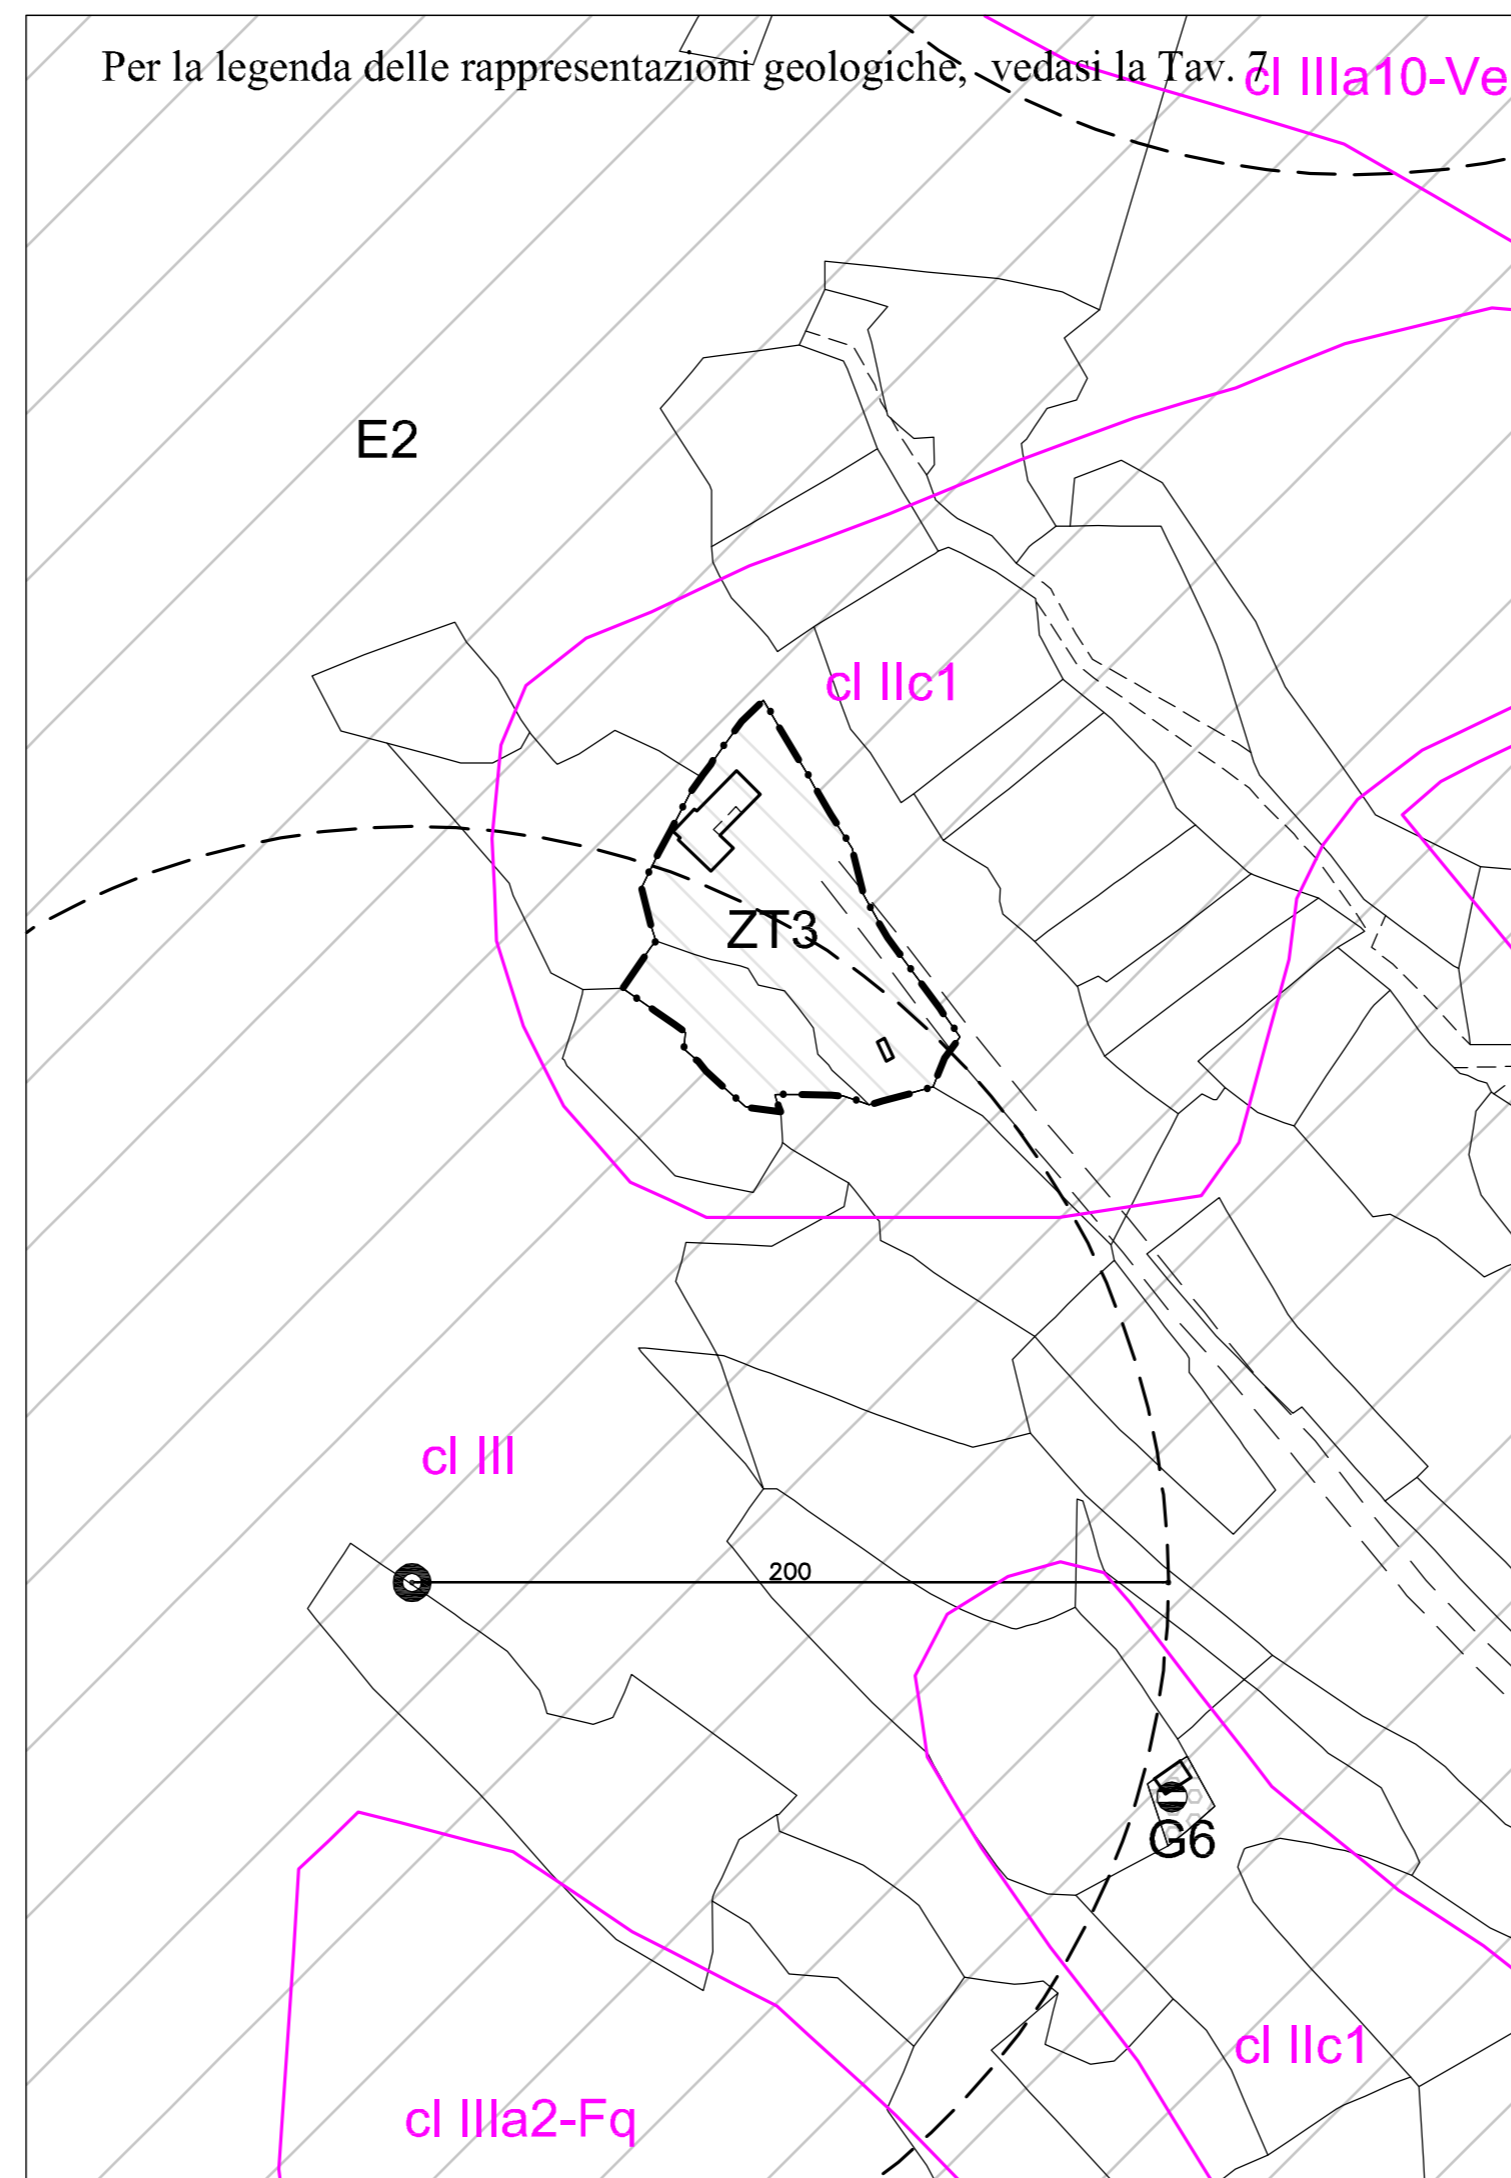 Per la legenda delle rappresentazioni geologiche, vedasi la Tav. 7
cl IIIa10-Ve
E2
cl IIc1
ZT3
cl III
200
G6
cl IIc1
cl IIIa2-Fq